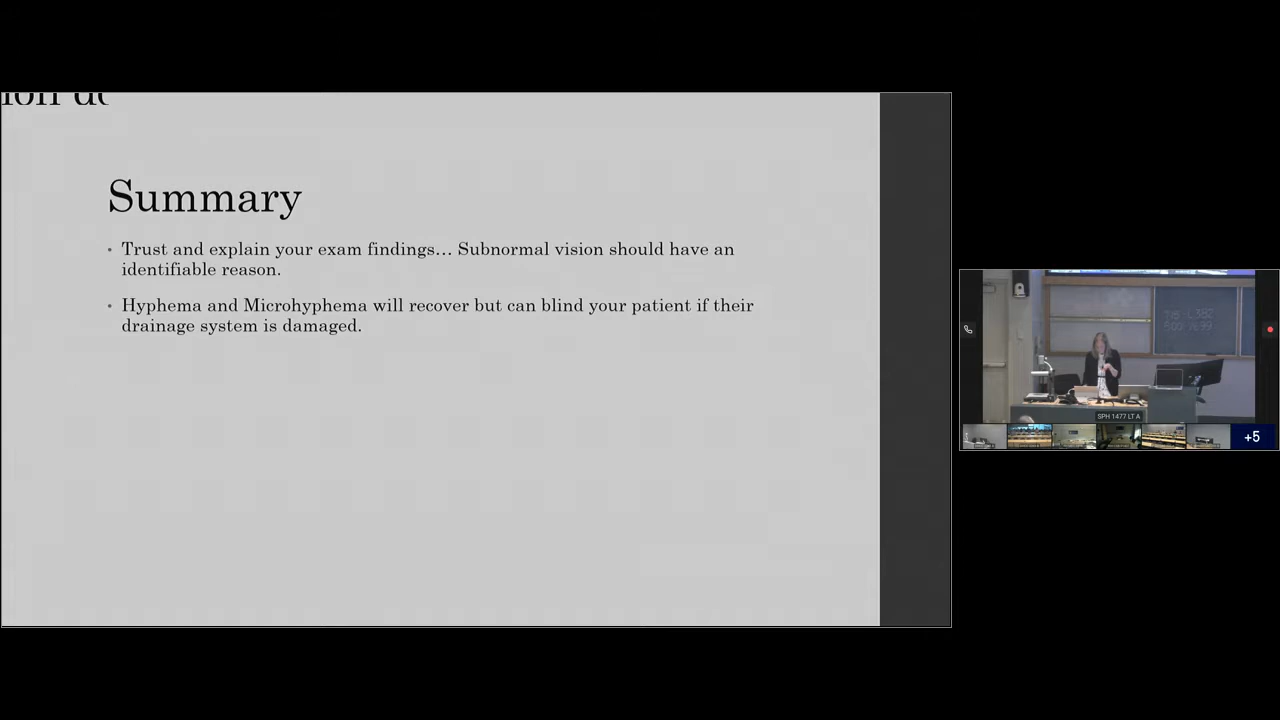 Summary
Trust and explain your exam findings... Subnormal vision should have an
identifiable reason.
Hyphema and Microhyphema will recover but can blind your patient if their
drainage system is damaged.
SPH 1477 LT A
+5